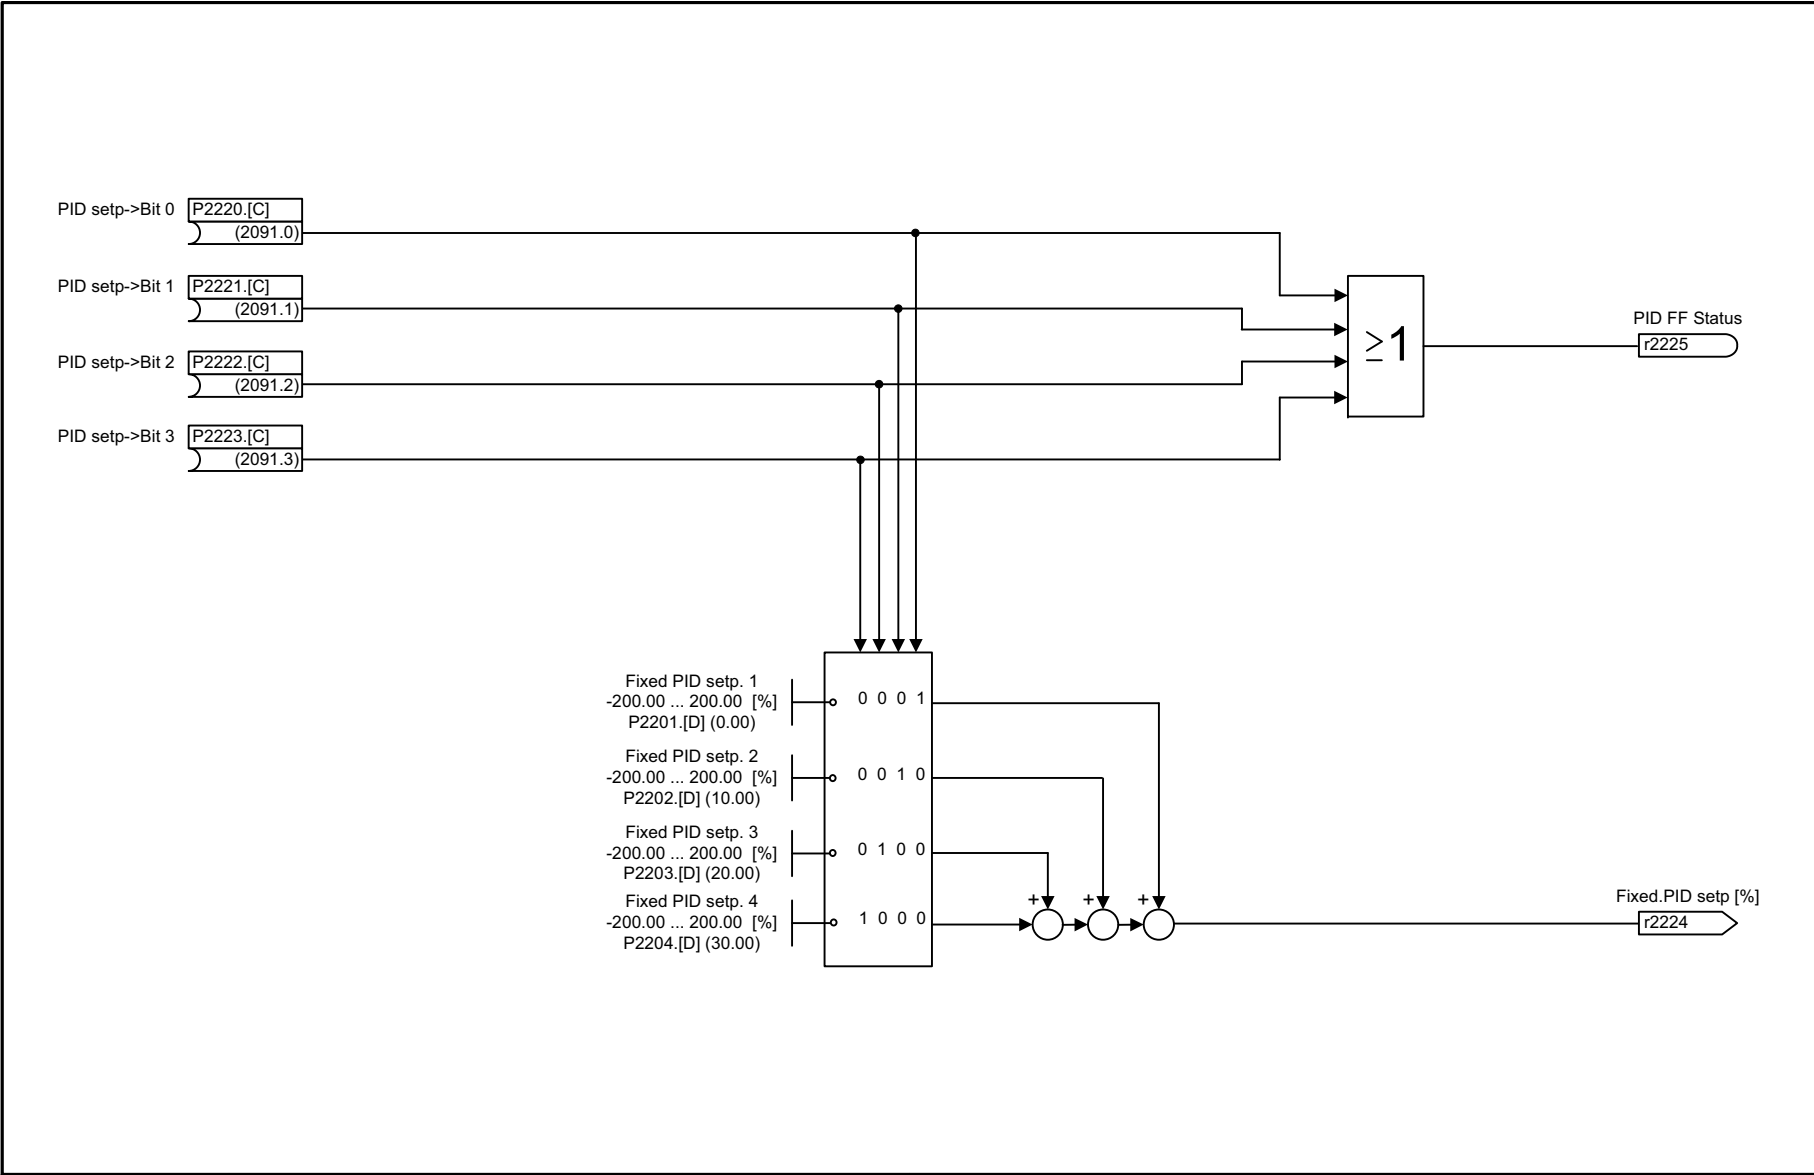 PID setp->Bit 0
P2220.[C]
(2091.0)
PID setp->Bit 1
P2221.[C]
(2091.1)
PID setp->Bit 2
P2222.[C]
(2091.2)
PID setp->Bit 3
P2223.[C]
(2091.3)
≥1
PID FF Status
r2225
Fixed PID setp. 1
-200.00 ... 200.00 [%]
P2201.[D] (0.00)
0 0 0 1
Fixed PID setp. 2
-200.00 ... 200.00 [%]
P2202.[D] (10.00)
0 0 1 0
Fixed PID setp. 3
-200.00 ... 200.00 [%]
P2203.[D] (20.00)
0 1 0 0
Fixed PID setp. 4
-200.00 ... 200.00 [%]
P2204.[D] (30.00)
1 0 0 0
+ + +
Fixed.PID setp [%]
r2224